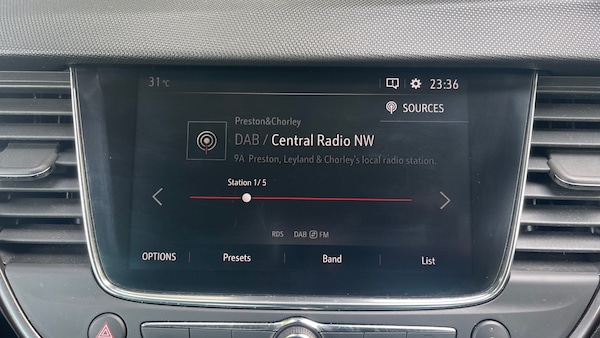 31°C 23:36
SOURCES
Preston&Chorley
DAB / Central Radio NW
9A Preston, Leyland & Chorley's local radio station.
Station 1/5
RDS DAB FM
OPTIONS Presets Band List